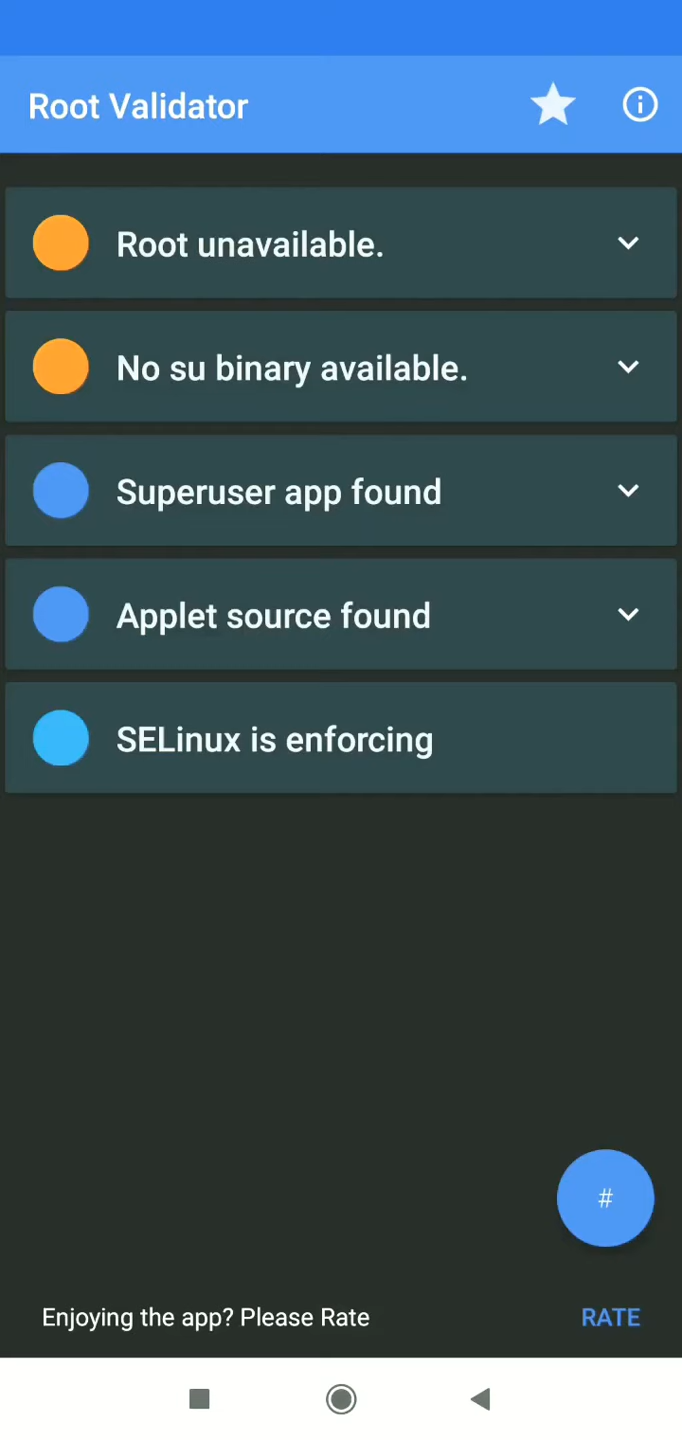 Root Validator
Root unavailable.
No su binary available.
Superuser app found
Applet source found
SELinux is enforcing
#
Enjoying the app? Please Rate
RATE